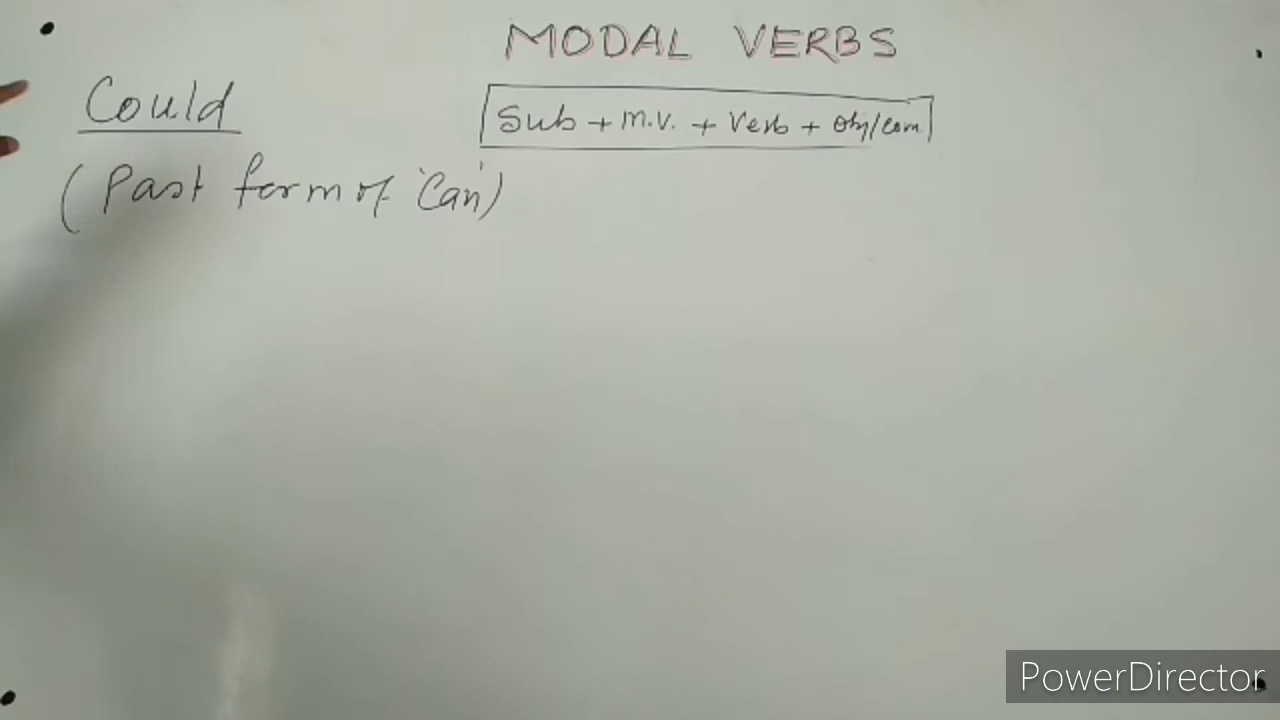 MODAL VERBS
Could
Sub + m.v. + Verb + obj/com
(Past form of 'Can')
PowerDirector